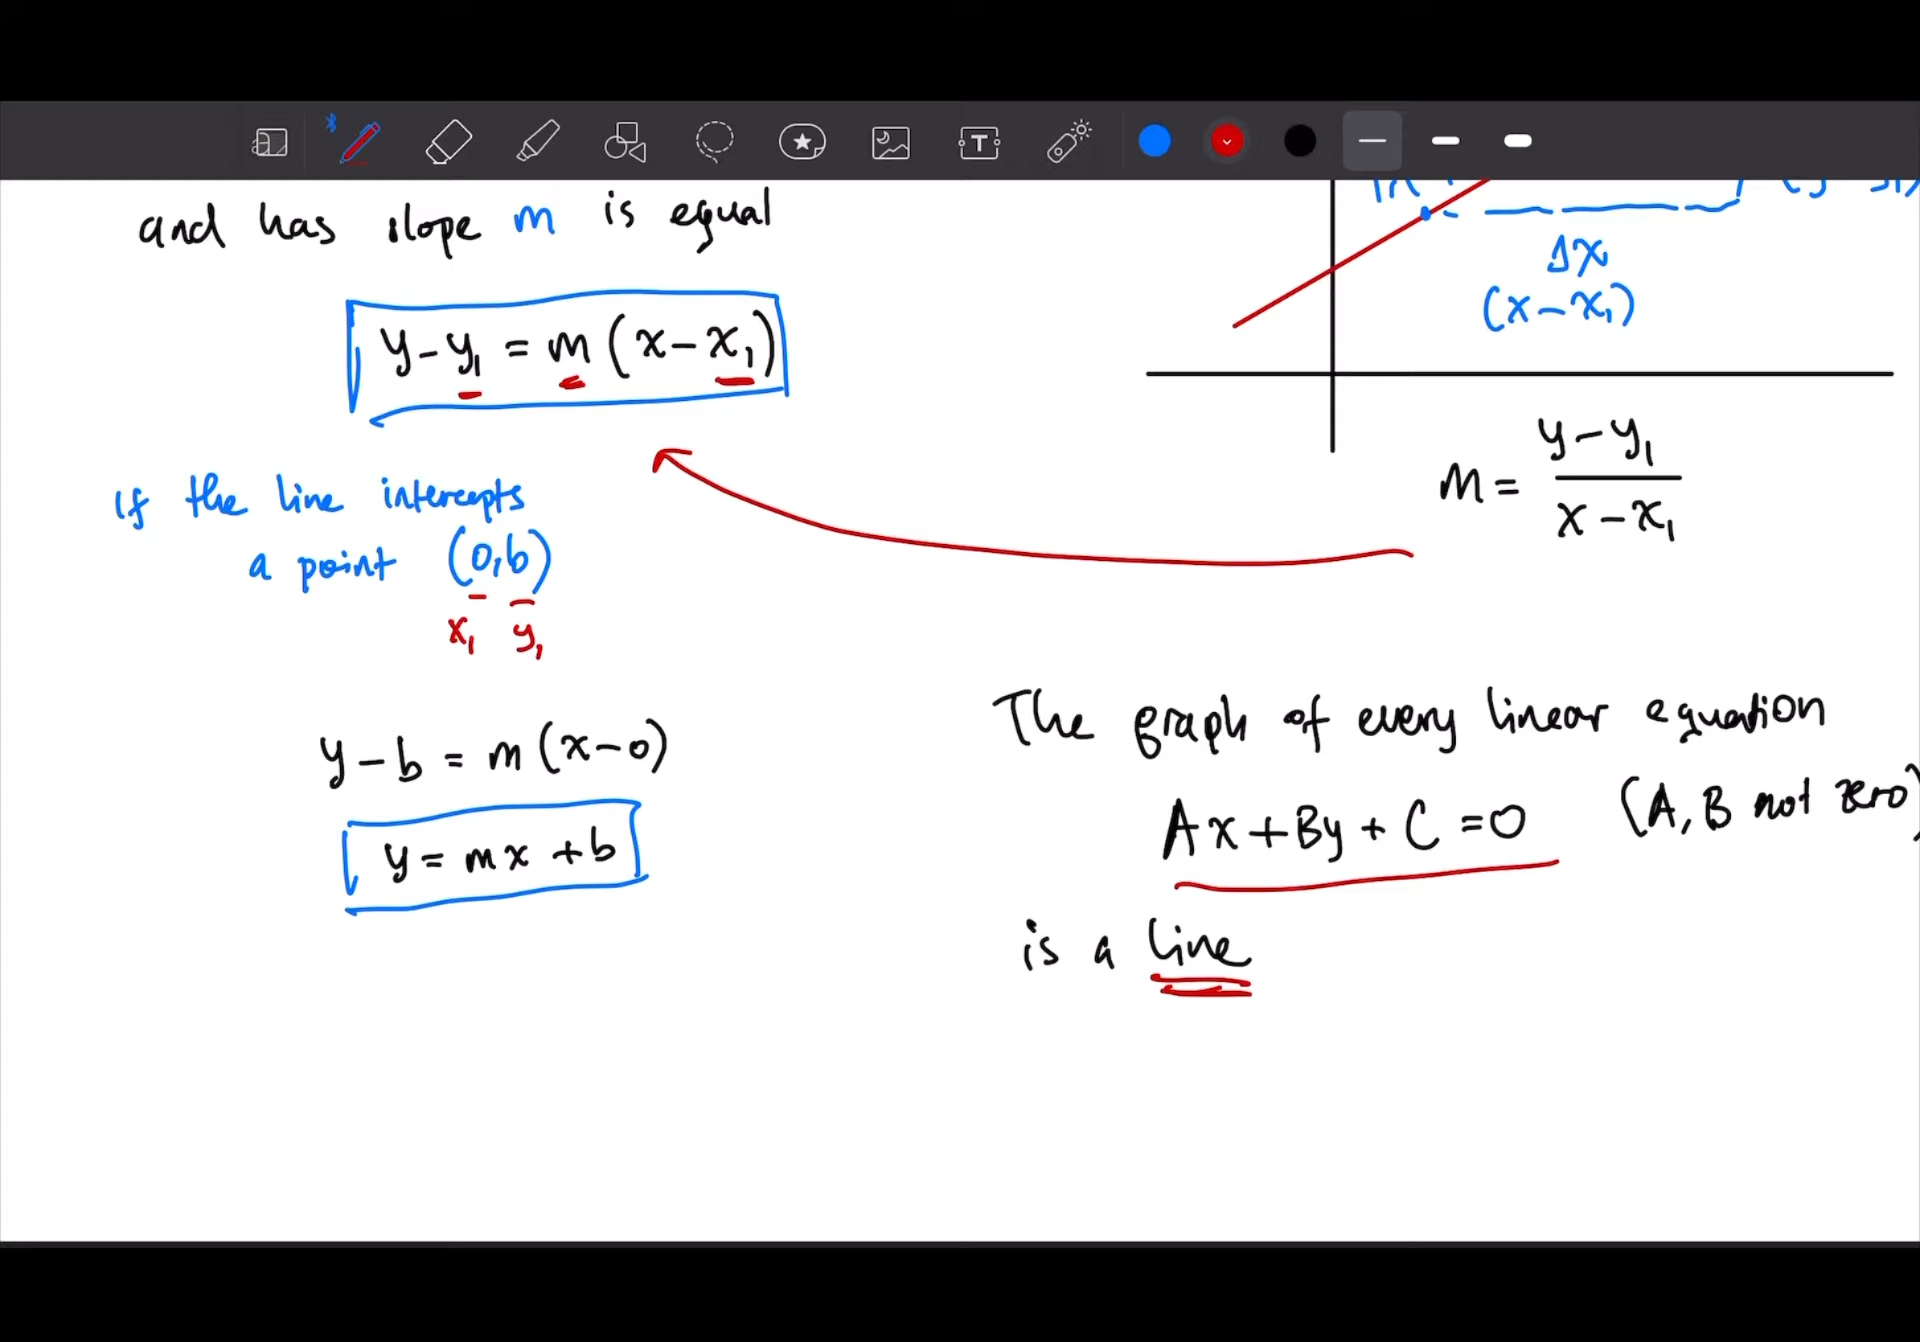 and has slope m is equal
y-y₁ = m (x-x₁)
If the line intercepts
a point (0,b)
x₁ y₁
y-b = m(x-0)
y = mx +b
Δx
(x-x₁)
m = (y-y₁)/(x-x₁)
The graph of every linear equation
Ax+By+C=0 (A, B not zero)
is a line
T